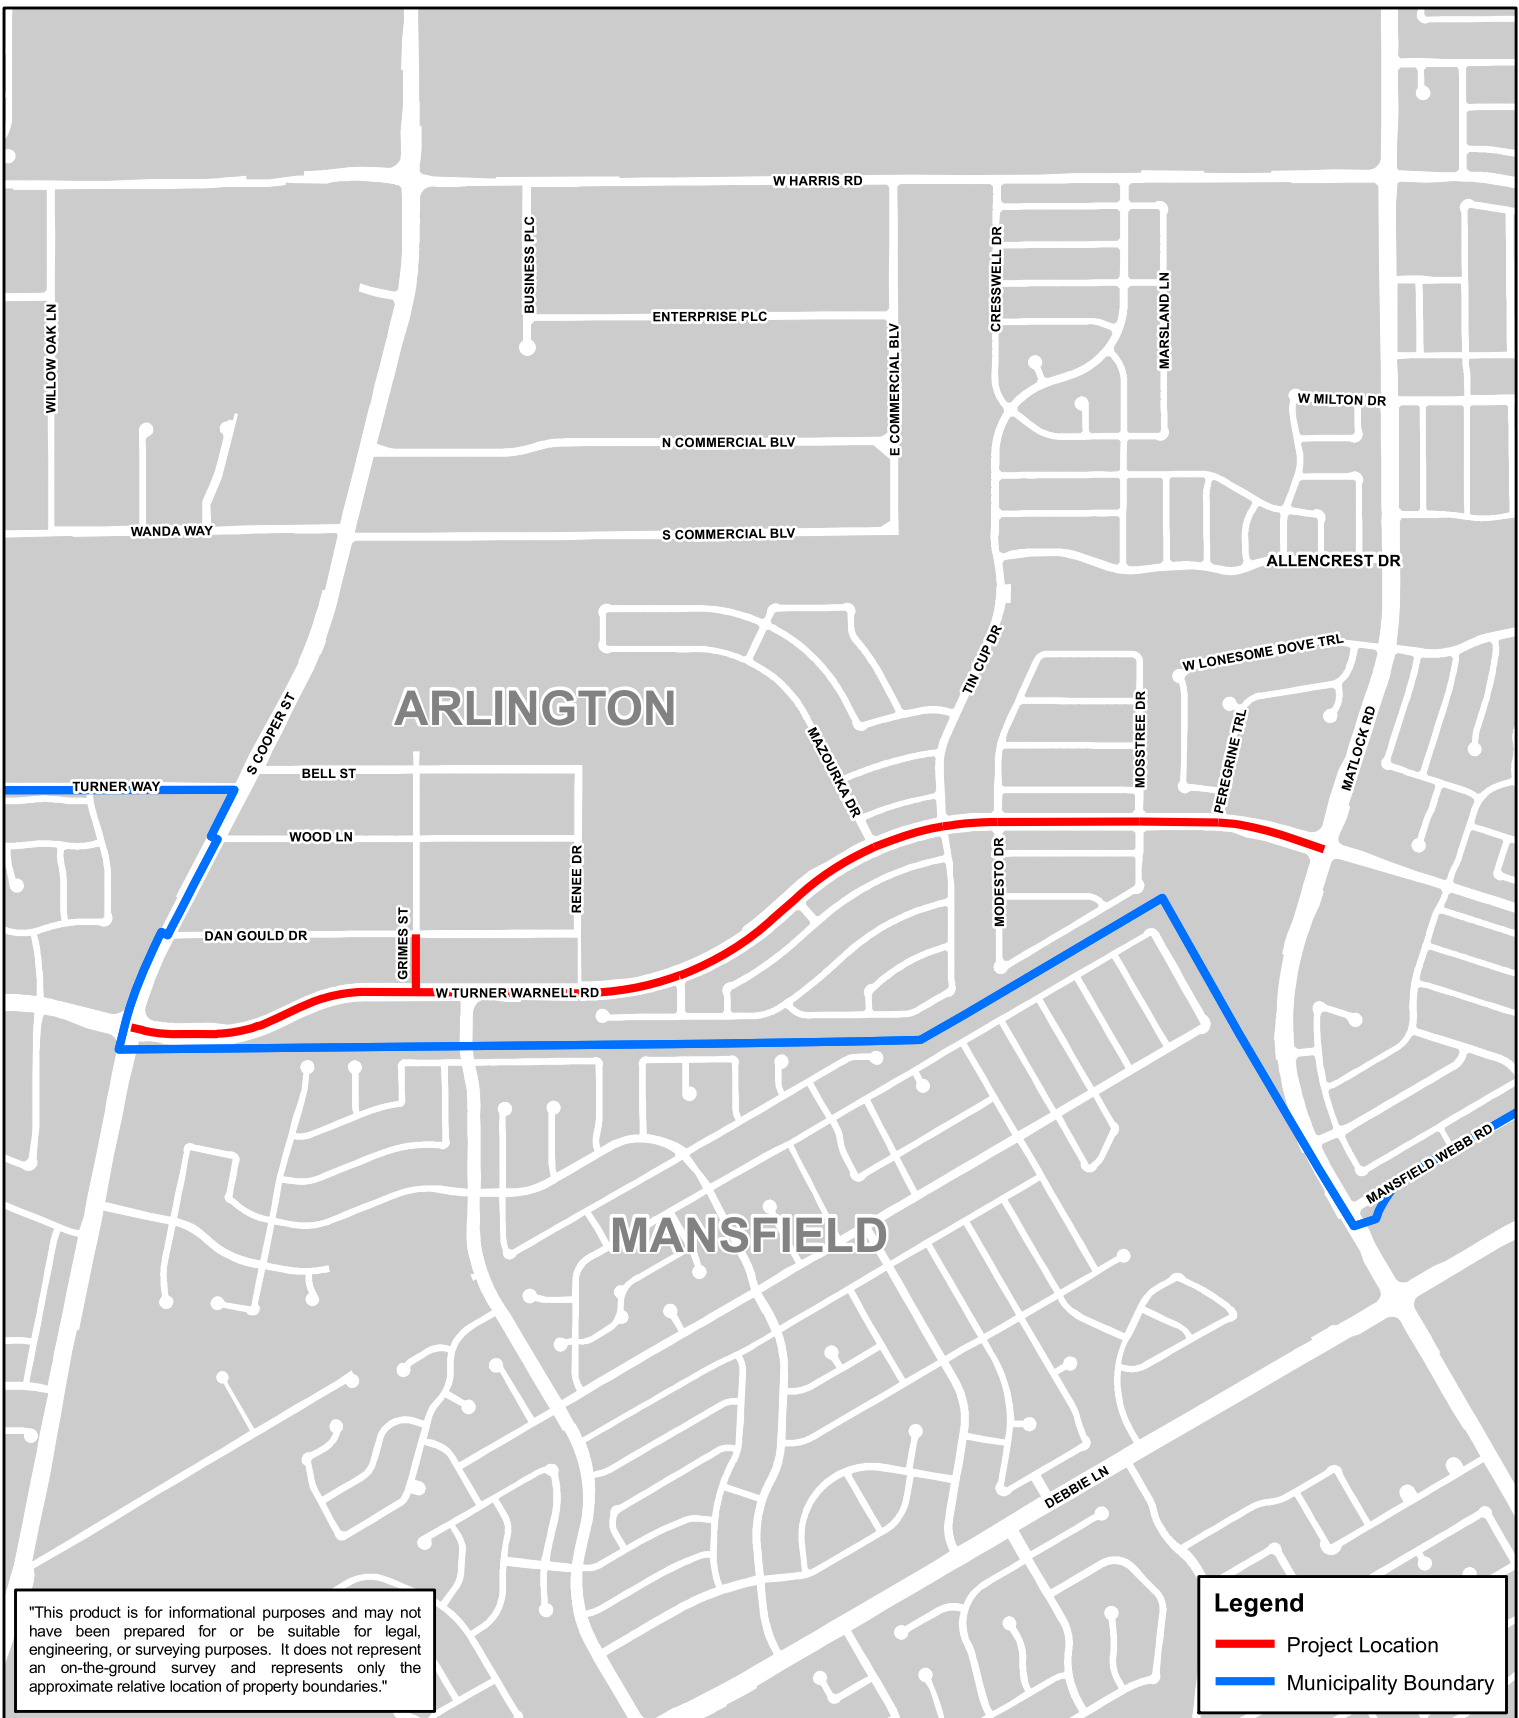 W HARRIS RD
BUSINESS PLC
CRESSWELL DR
MARSLAND LN
WILLOW OAK LN
ENTERPRISE PLC
E COMMERCIAL BLV
W MILTON DR
N COMMERCIAL BLV
WANDA WAY
S COMMERCIAL BLV
ALLENCREST DR
TIN CUP DR
W LONESOME DOVE TRL
ARLINGTON
S COOPER ST
MOSSTREE DR
MATLOCK RD
PEREGRINE TRL
MAZOURKA DR
BELL ST
TURNER WAY
WOOD LN
RENEE DR
MODESTO DR
DAN GOULD DR
GRIMES ST
W TURNER WARNELL RD
MANSFIELD WEBB RD
MANSFIELD
DEBBIE LN
"This product is for informational purposes and may not
have been prepared for or be suitable for legal,
engineering, or surveying purposes. It does not represent
an on-the-ground survey and represents only the
approximate relative location of property boundaries."
Legend
Project Location
Municipality Boundary